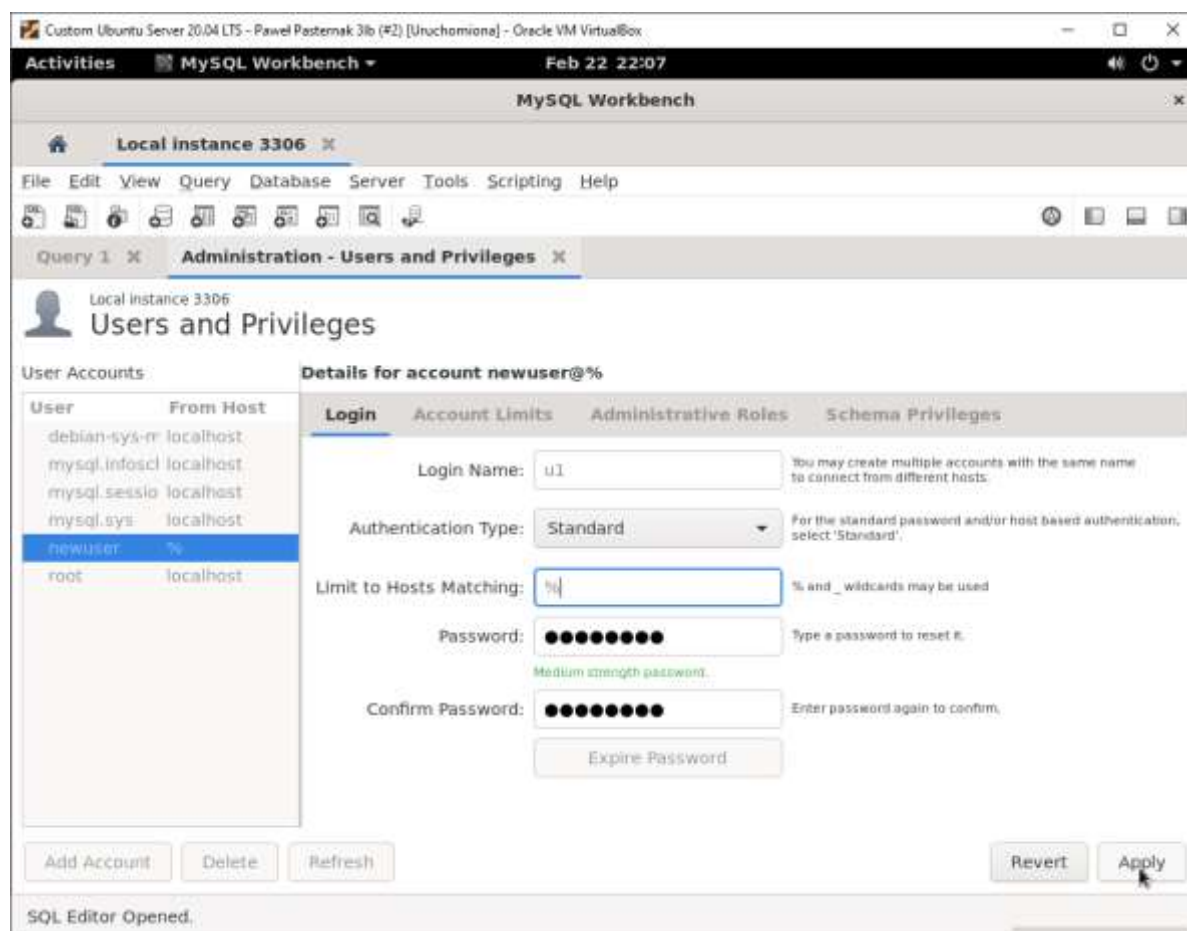 Custom Ubuntu Server 20.04 LTS - Paweł Pasternak 3Ib (#2) [Uruchomiona] - Oracle VM VirtualBox
Activities MySQL Workbench Feb 22 22:07
MySQL Workbench
Local instance 3306
File Edit View Query Database Server Tools Scripting Help
Query 1 Administration - Users and Privileges
Local instance 3306
Users and Privileges
User Accounts
User From Host
debian-sys-m localhost
mysql.infoscl localhost
mysql.sessio localhost
mysql.sys localhost
newuser %
root localhost
Details for account newuser@%
Login Account Limits Administrative Roles Schema Privileges
Login Name: u1 You may create multiple accounts with the same name
to connect from different hosts.
Authentication Type: Standard For the standard password and/or host based authentication,
select 'Standard'.
Limit to Hosts Matching: % % and _ wildcards may be used
Password: ●●●●●●●● Type a password to reset it.
Medium strength password.
Confirm Password: ●●●●●●●● Enter password again to confirm.
Expire Password
Add Account Delete Refresh Revert Apply
SQL Editor Opened.